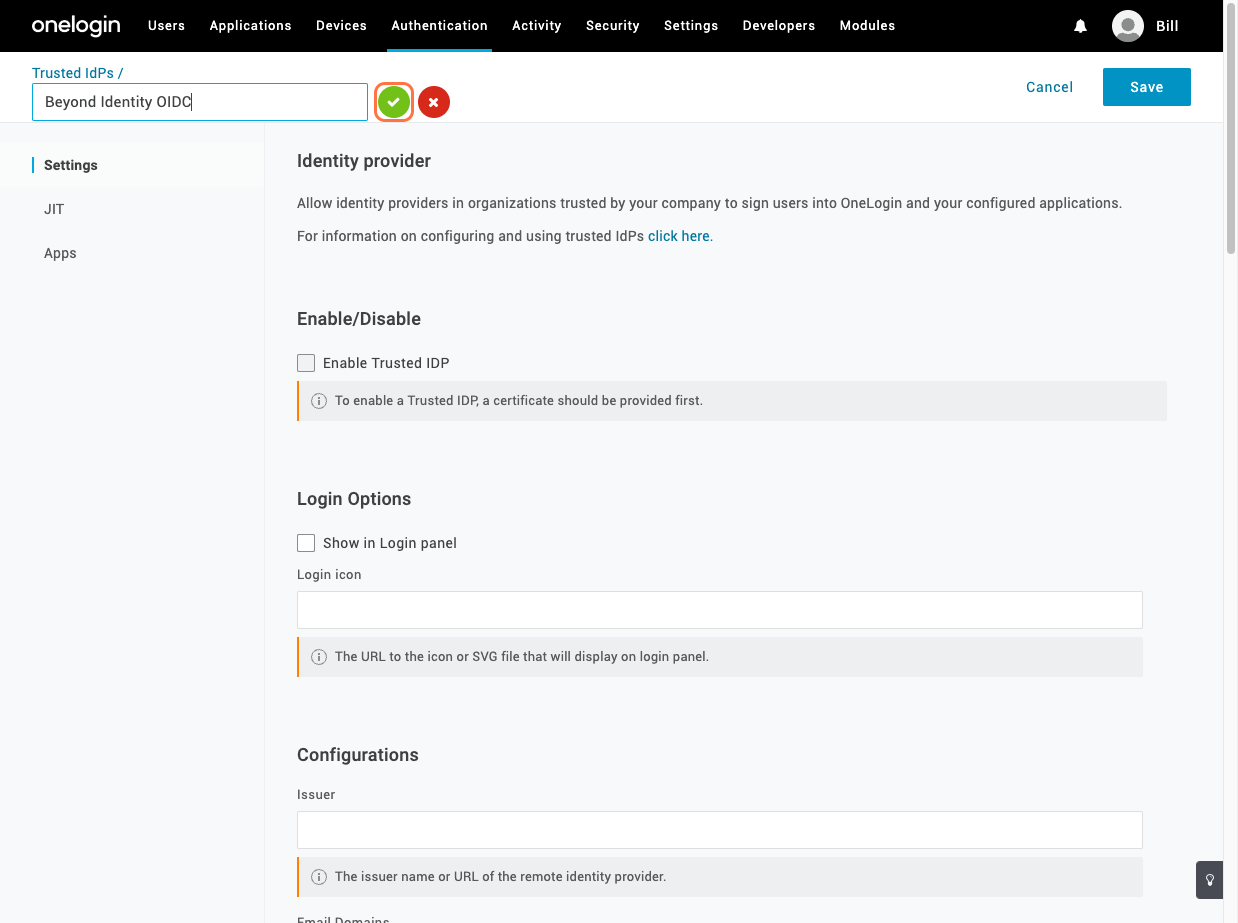 onelogin Users Applications Devices Authentication Activity Security Settings Developers Modules Bill
Trusted IdPs /
Beyond Identity OIDC
Cancel Save
Settings
JIT
Apps
Identity provider
Allow identity providers in organizations trusted by your company to sign users into OneLogin and your configured applications.
For information on configuring and using trusted IdPs click here.
Enable/Disable
Enable Trusted IDP
To enable a Trusted IDP, a certificate should be provided first.
Login Options
Show in Login panel
Login icon
The URL to the icon or SVG file that will display on login panel.
Configurations
Issuer
The issuer name or URL of the remote identity provider.
Email Domains